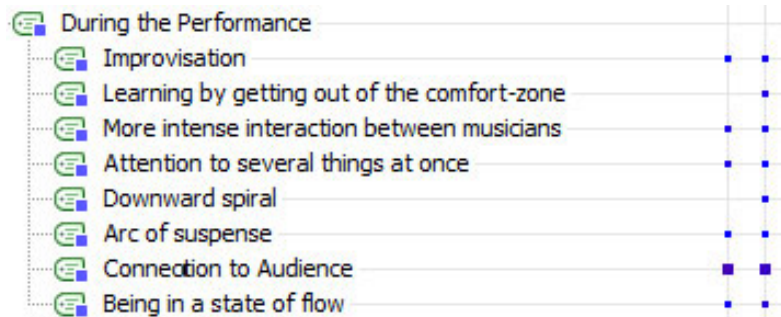 During the Performance
Improvisation
Learning by getting out of the comfort-zone
More intense interaction between musicians
Attention to several things at once
Downward spiral
Arc of suspense
Connection to Audience
Being in a state of flow